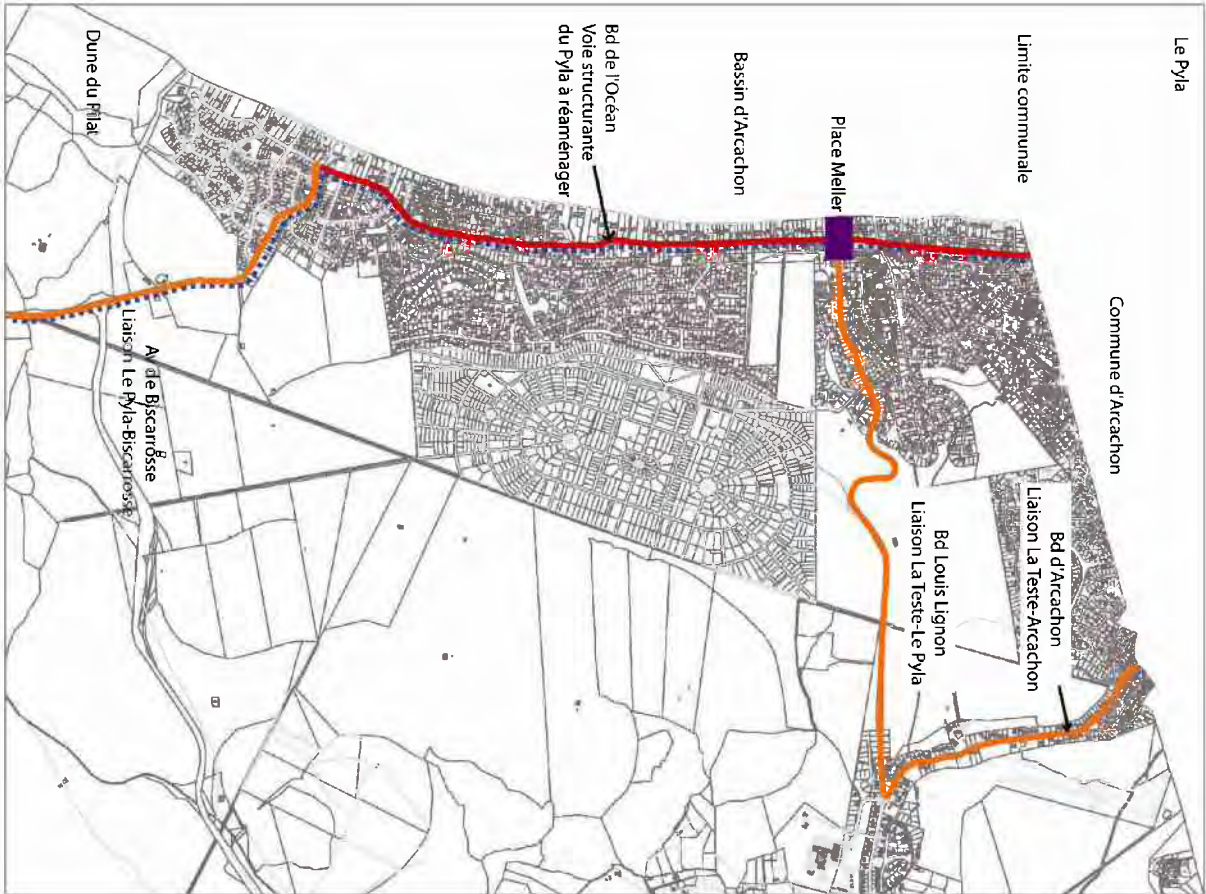 Le Pyla
Limite communale
Commune d'Arcachon
Place Meller
Bassin d'Arcachon
Bd de l'Océan
Voie structurante
du Pyla à réaménager
Bd d'Arcachon
Liaison La Teste-Arcachon
Bd Louis Lignon
Liaison La Teste-Le Pyla
Dune du Pilat
Av de Biscarrosse
Liaison Le Pyla-Biscarrosse